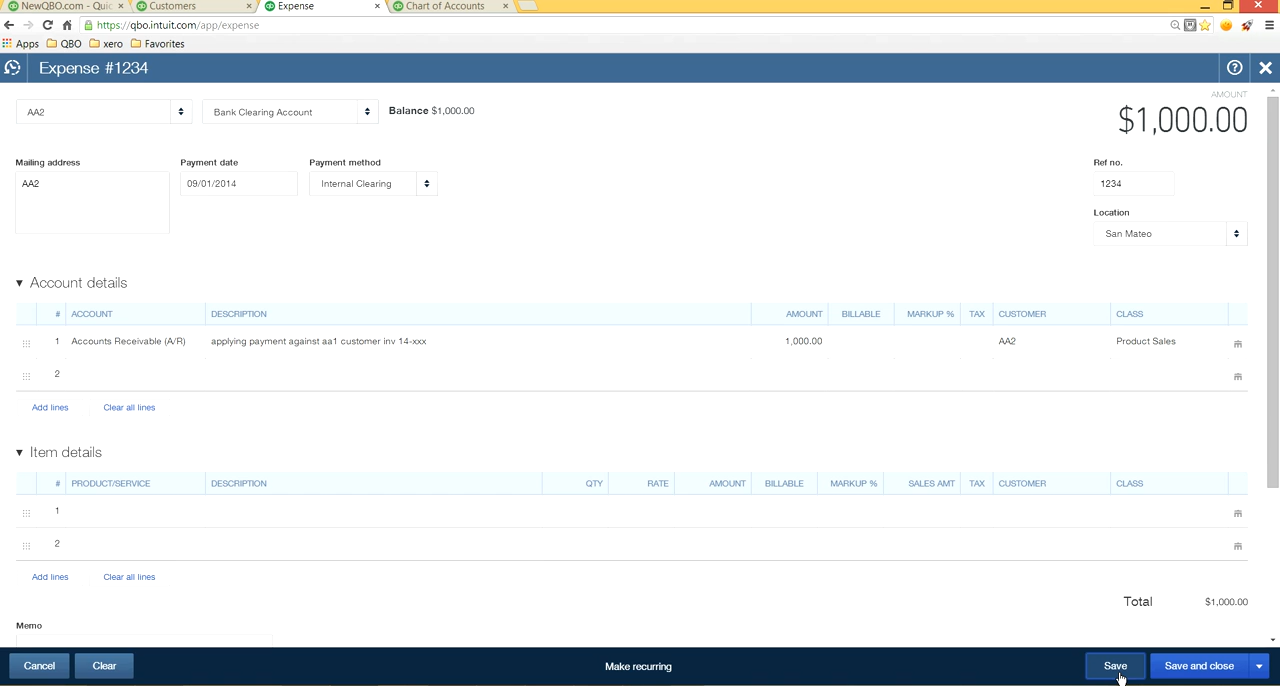 NewQBO.com - Quic
Customers
Expense
Chart of Accounts
https://qbo.intuit.com/app/expense
Apps QBO xero Favorites
Expense #1234
AA2 Bank Clearing Account Balance $1,000.00
AMOUNT
$1,000.00
Mailing address Payment date Payment method Ref no.
AA2 09/01/2014 Internal Clearing 1234
Location
San Mateo
Account details
# ACCOUNT DESCRIPTION AMOUNT BILLABLE MARKUP % TAX CUSTOMER CLASS
1 Accounts Receivable (A/R) applying payment against aa1 customer inv 14-xxx 1,000.00 AA2 Product Sales
2
Add lines Clear all lines
Item details
# PRODUCT/SERVICE DESCRIPTION QTY RATE AMOUNT BILLABLE MARKUP % SALES AMT TAX CUSTOMER CLASS
1
2
Add lines Clear all lines
Total $1,000.00
Memo
Cancel Clear Make recurring Save Save and close